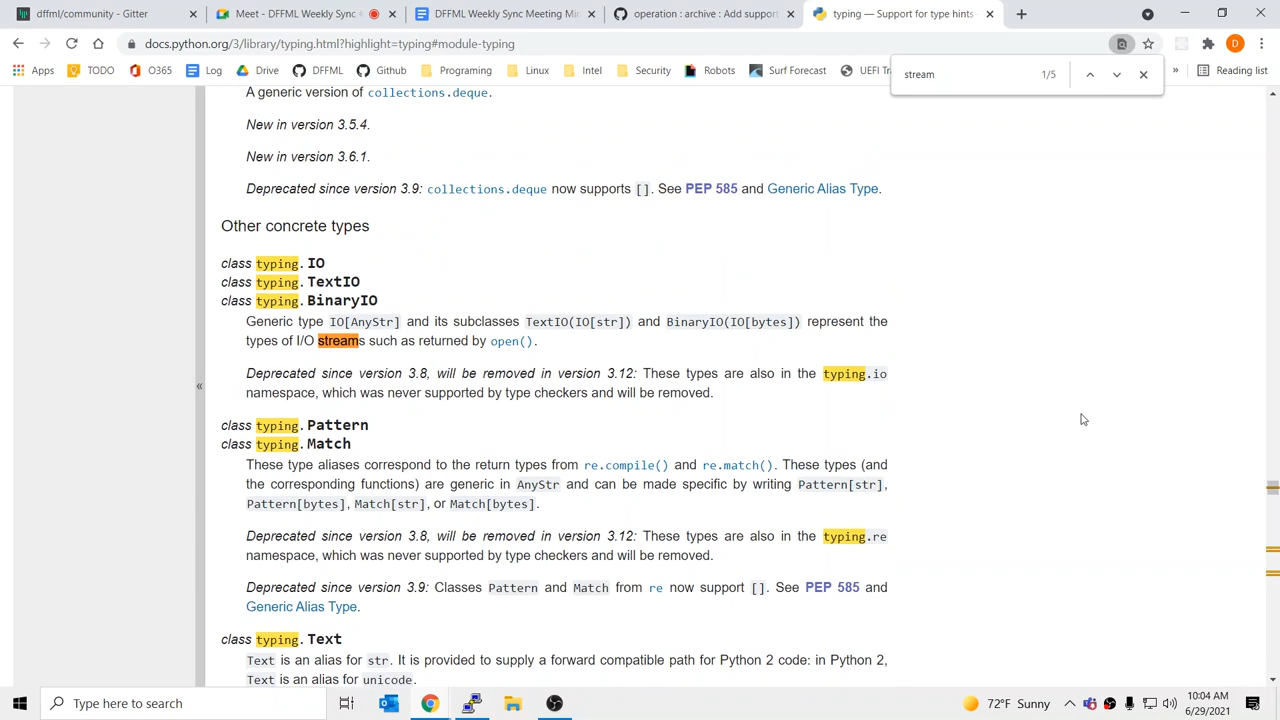 dffml/community - Gitter
Meet - DFFML Weekly Sync
DFFML Weekly Sync Meeting Mi
operation : archive : Add support
typing — Support for type hints
docs.python.org/3/library/typing.html?highlight=typing#module-typing
D
Apps
TODO
O365
Log
Drive
DFFML
Github
Programing
Linux
Intel
Security
Robots
Surf Forecast
UEFI Tr
»
Reading list
stream
1/5
A generic version of collections.deque.
New in version 3.5.4.
New in version 3.6.1.
Deprecated since version 3.9: collections.deque now supports []. See PEP 585 and Generic Alias Type.
Other concrete types
class typing.IO
class typing.TextIO
class typing.BinaryIO
Generic type IO[AnyStr] and its subclasses TextIO(IO[str]) and BinaryIO(IO[bytes]) represent the
types of I/O streams such as returned by open().
Deprecated since version 3.8, will be removed in version 3.12: These types are also in the typing.io
namespace, which was never supported by type checkers and will be removed.
«
class typing.Pattern
class typing.Match
These type aliases correspond to the return types from re.compile() and re.match(). These types (and
the corresponding functions) are generic in AnyStr and can be made specific by writing Pattern[str],
Pattern[bytes], Match[str], or Match[bytes].
Deprecated since version 3.8, will be removed in version 3.12: These types are also in the typing.re
namespace, which was never supported by type checkers and will be removed.
Deprecated since version 3.9: Classes Pattern and Match from re now support []. See PEP 585 and
Generic Alias Type.
class typing.Text
Text is an alias for str. It is provided to supply a forward compatible path for Python 2 code: in Python 2,
Text is an alias for unicode.
Type here to search
72°F Sunny
10:04 AM
6/29/2021